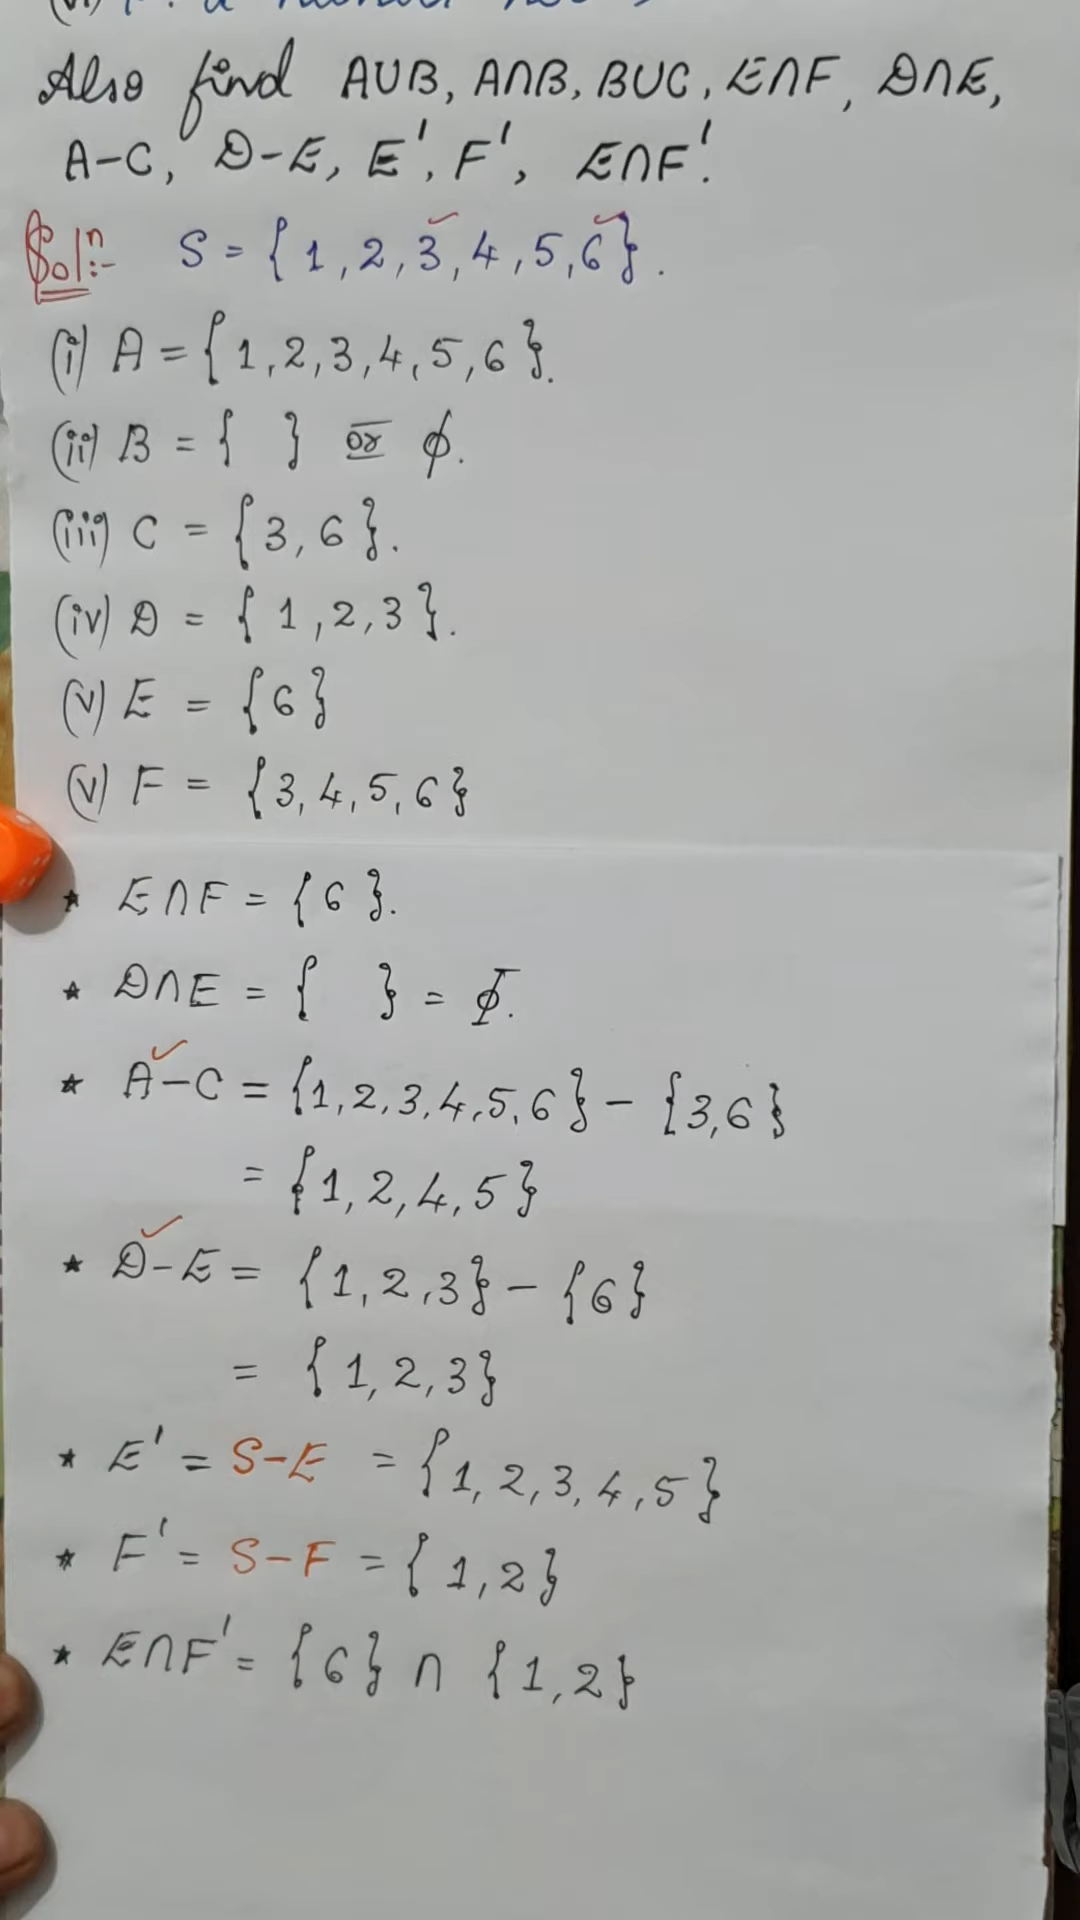 Also find A∪B, A∩B, B∪C, E∩F, D∩E,
A-C, D-E, E', F', E∩F'.
Solⁿ:- S = {1, 2, 3, 4, 5, 6}.
(i) A = {1, 2, 3, 4, 5, 6}.
(ii) B = { } or ϕ.
(iii) C = {3, 6}.
(iv) D = {1, 2, 3}.
(v) E = {6}
(v) F = {3, 4, 5, 6}
* E∩F = {6}.
* D∩E = { } = Φ.
* A-C = {1, 2, 3, 4, 5, 6} - {3, 6}
= {1, 2, 4, 5}
* D-E = {1, 2, 3} - {6}
= {1, 2, 3}
* E' = S-E = {1, 2, 3, 4, 5}
* F' = S-F = {1, 2}
* E∩F' = {6} ∩ {1, 2}